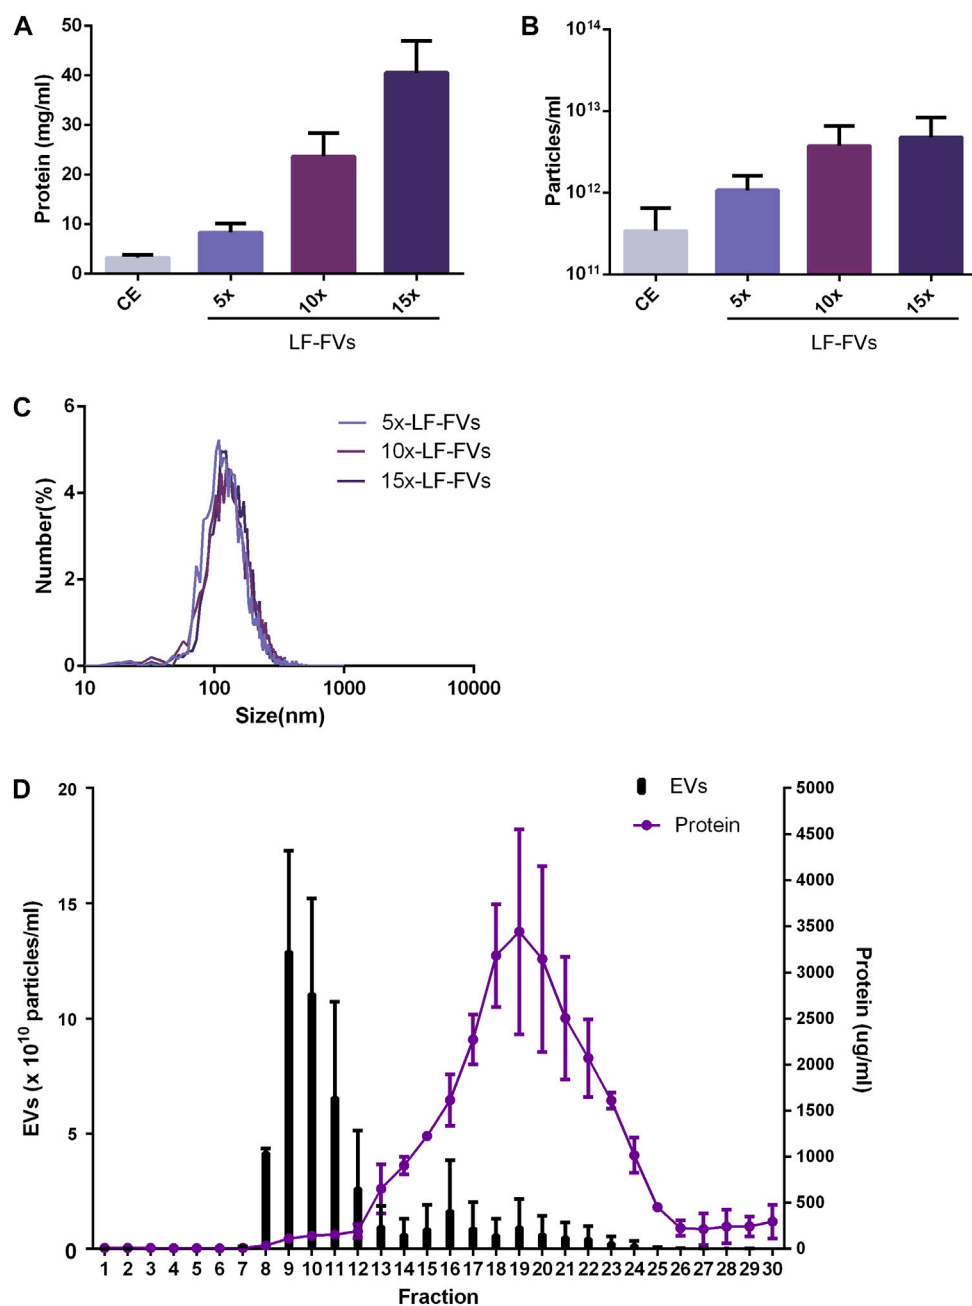 A
Protein (mg/ml)
50
40
30
20
10
0
CE
5x
10x
15x
LF-FVs
B
Particles/ml
10^14
10^13
10^12
10^11
CE
5x
10x
15x
LF-FVs
C
Number(%)
6
4
2
0
10
100
1000
10000
Size(nm)
5x-LF-FVs
10x-LF-FVs
15x-LF-FVs
D
EVs (x 10^10 particles/ml)
20
15
10
5
0
EVs
Protein
5000
4500
4000
3500
3000
2500
2000
1500
1000
500
0
Protein (ug/ml)
1 2 3 4 5 6 7 8 9 10 11 12 13 14 15 16 17 18 19 20 21 22 23 24 25 26 27 28 29 30
Fraction